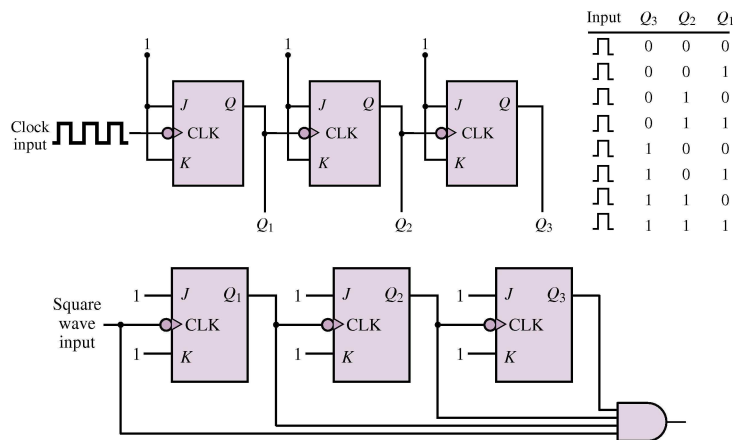 Input Q3 Q2 Q1
0 0 0
0 0 1
0 1 0
0 1 1
1 0 0
1 0 1
1 1 0
1 1 1
1 1 1
J Q J Q J Q
Clock input
CLK CLK CLK
K K K
Q1 Q2 Q3
1 J Q1 1 J Q2 1 J Q3
Square wave input
CLK CLK CLK
1 K 1 K 1 K